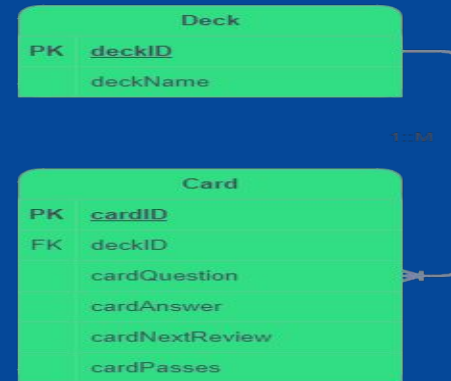 Deck
PK deckID
deckName
1:M
Card
PK cardID
FK deckID
cardQuestion
cardAnswer
cardNextReview
cardPasses